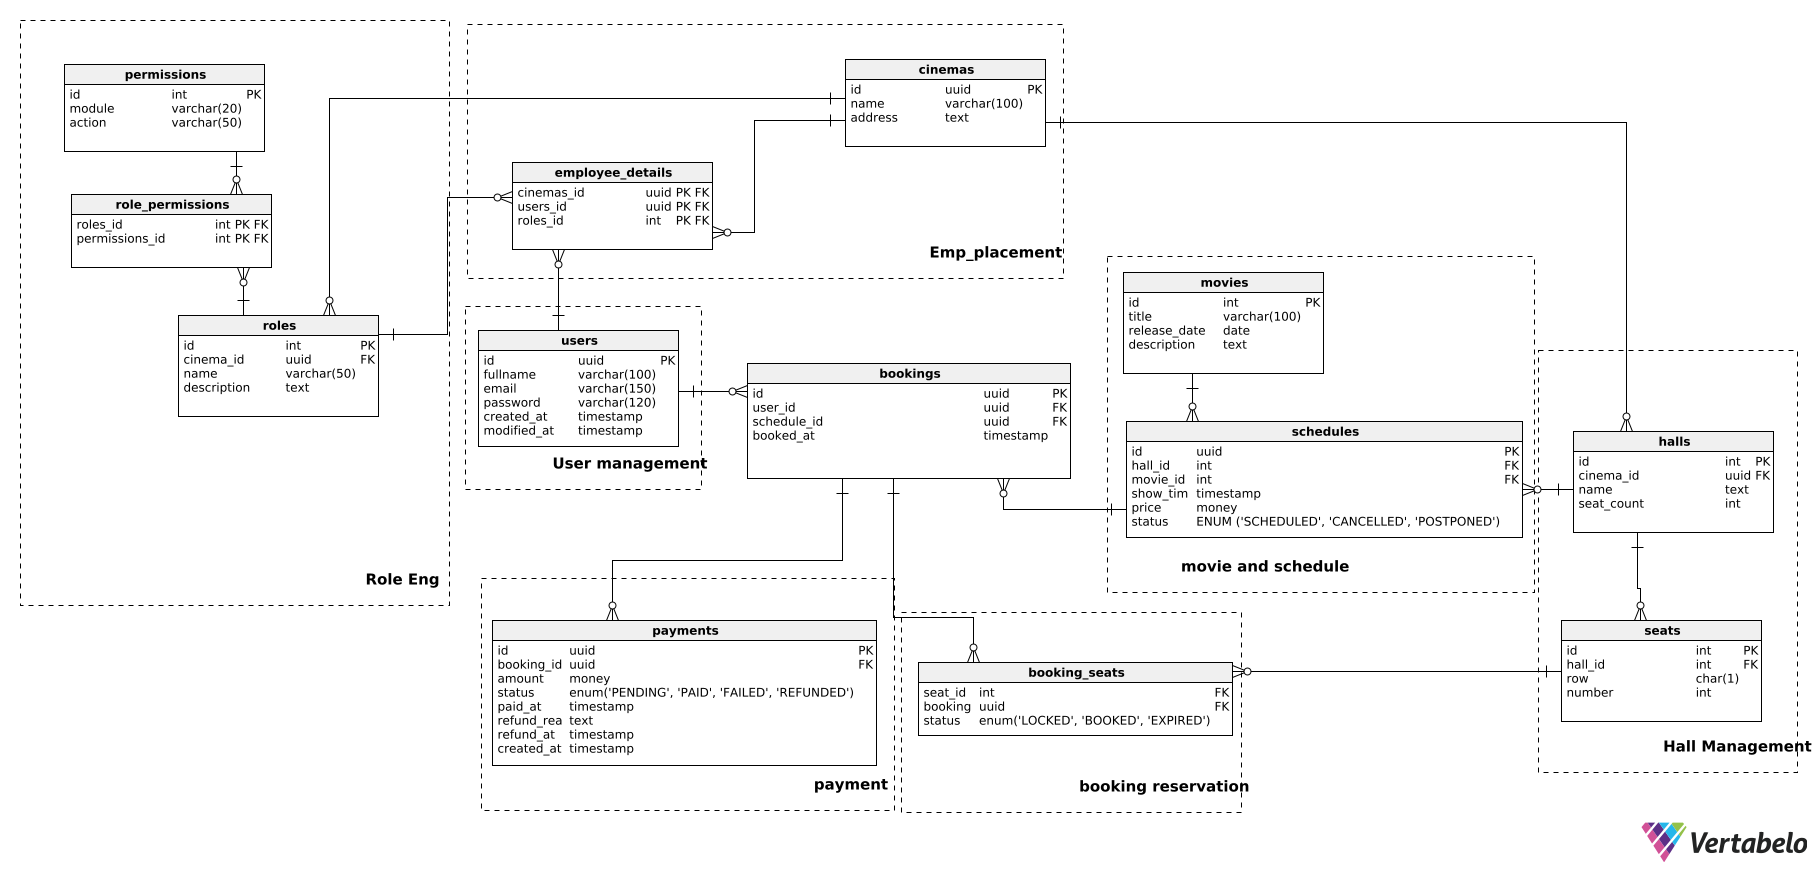 permissions
id int PK
module varchar(20)
action varchar(50)
role_permissions
roles_id int PK FK
permissions_id int PK FK
roles
id int PK
cinema_id uuid FK
name varchar(50)
description text
Role Eng
cinemas
id uuid PK
name varchar(100)
address text
employee_details
cinemas_id uuid PK FK
users_id uuid PK FK
roles_id int PK FK
Emp_placement
users
id uuid PK
fullname varchar(100)
email varchar(150)
password varchar(120)
created_at timestamp
modified_at timestamp
User management
bookings
id uuid PK
user_id uuid FK
schedule_id uuid FK
booked_at timestamp
movies
id int PK
title varchar(100)
release_date date
description text
schedules
id uuid PK
hall_id int FK
movie_id int FK
show_tim timestamp
price money
status ENUM ('SCHEDULED', 'CANCELLED', 'POSTPONED')
movie and schedule
halls
id int PK
cinema_id uuid FK
name text
seat_count int
seats
id int PK
hall_id int FK
row char(1)
number int
Hall Management
payments
id uuid PK
booking_id uuid FK
amount money
status enum('PENDING', 'PAID', 'FAILED', 'REFUNDED')
paid_at timestamp
refund_rea text
refund_at timestamp
created_at timestamp
payment
booking_seats
seat_id int FK
booking uuid FK
status enum('LOCKED', 'BOOKED', 'EXPIRED')
booking reservation
Vertabelo